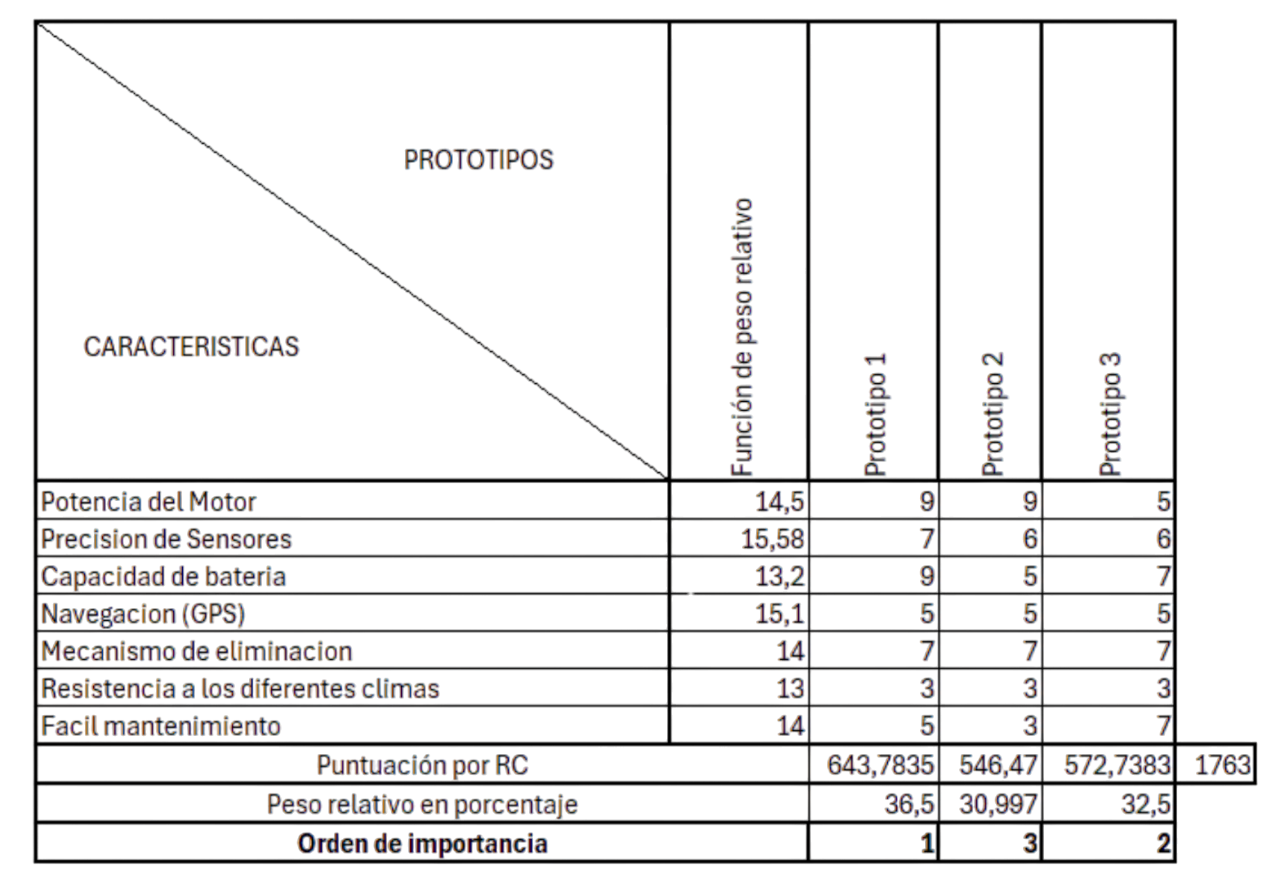 PROTOTIPOS
CARACTERISTICAS
Función de peso relativo
Prototipo 1
Prototipo 2
Prototipo 3
Potencia del Motor 14,5 9 9 5
Precision de Sensores 15,58 7 6 6
Capacidad de bateria 13,2 9 5 7
Navegacion (GPS) 15,1 5 5 5
Mecanismo de eliminacion 14 7 7 7
Resistencia a los diferentes climas 13 3 3 3
Facil mantenimiento 14 5 3 7
Puntuación por RC 643,7835 546,47 572,7383 1763
Peso relativo en porcentaje 36,5 30,997 32,5
Orden de importancia 1 3 2